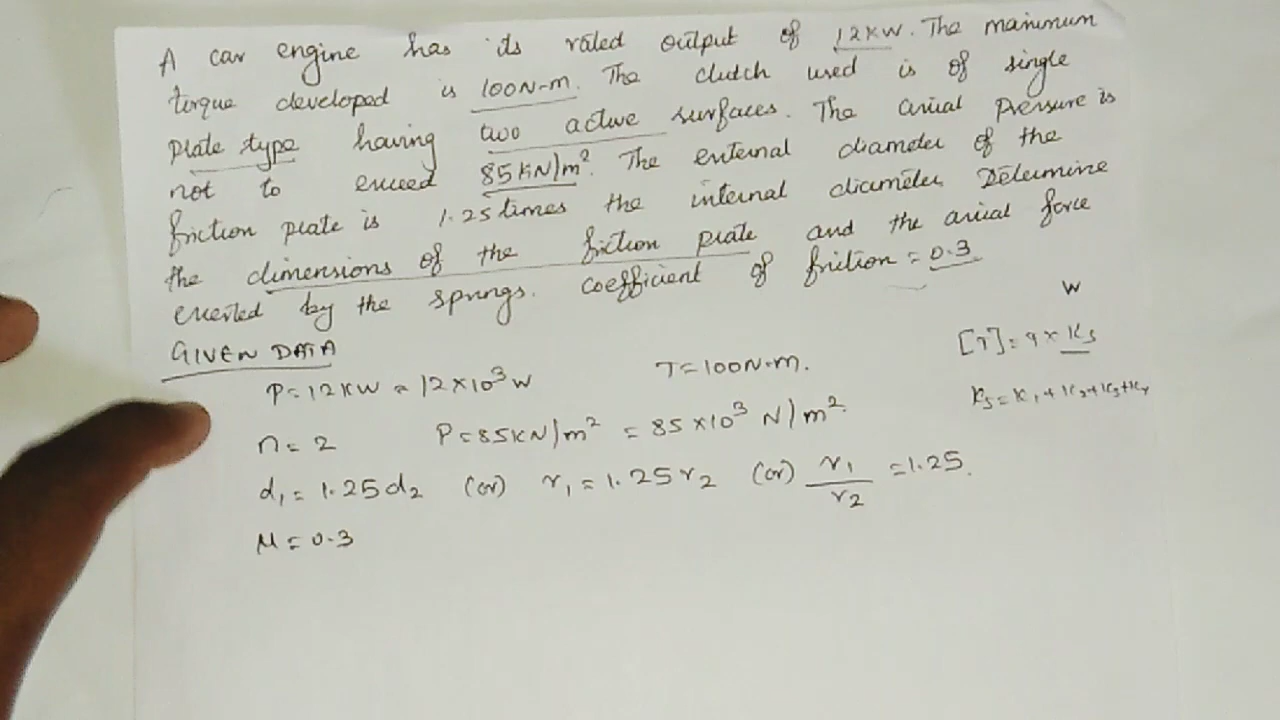 A car engine has its rated output of 12KW. The maximum
torque developed is 100N-m. The clutch used is of single
plate type having two active surfaces. The axial pressure is
not to exceed 85KN/m². The external diameter of the
friction plate is 1.25 times the internal diameter. Determine
the dimensions of the friction plate and the axial force
exerted by the springs. coefficient of friction = 0.3
W
GIVEN DATA
[T] = 9 x Ks
P = 12KW = 12×10³W T = 100N-m.
Ks = K1 + K2 + K3 + K4
n = 2 P = 85KN/m² = 85×10³ N/m².
d1 = 1.25d2 (or) r1 = 1.25r2 (or) r1/r2 = 1.25.
μ = 0.3